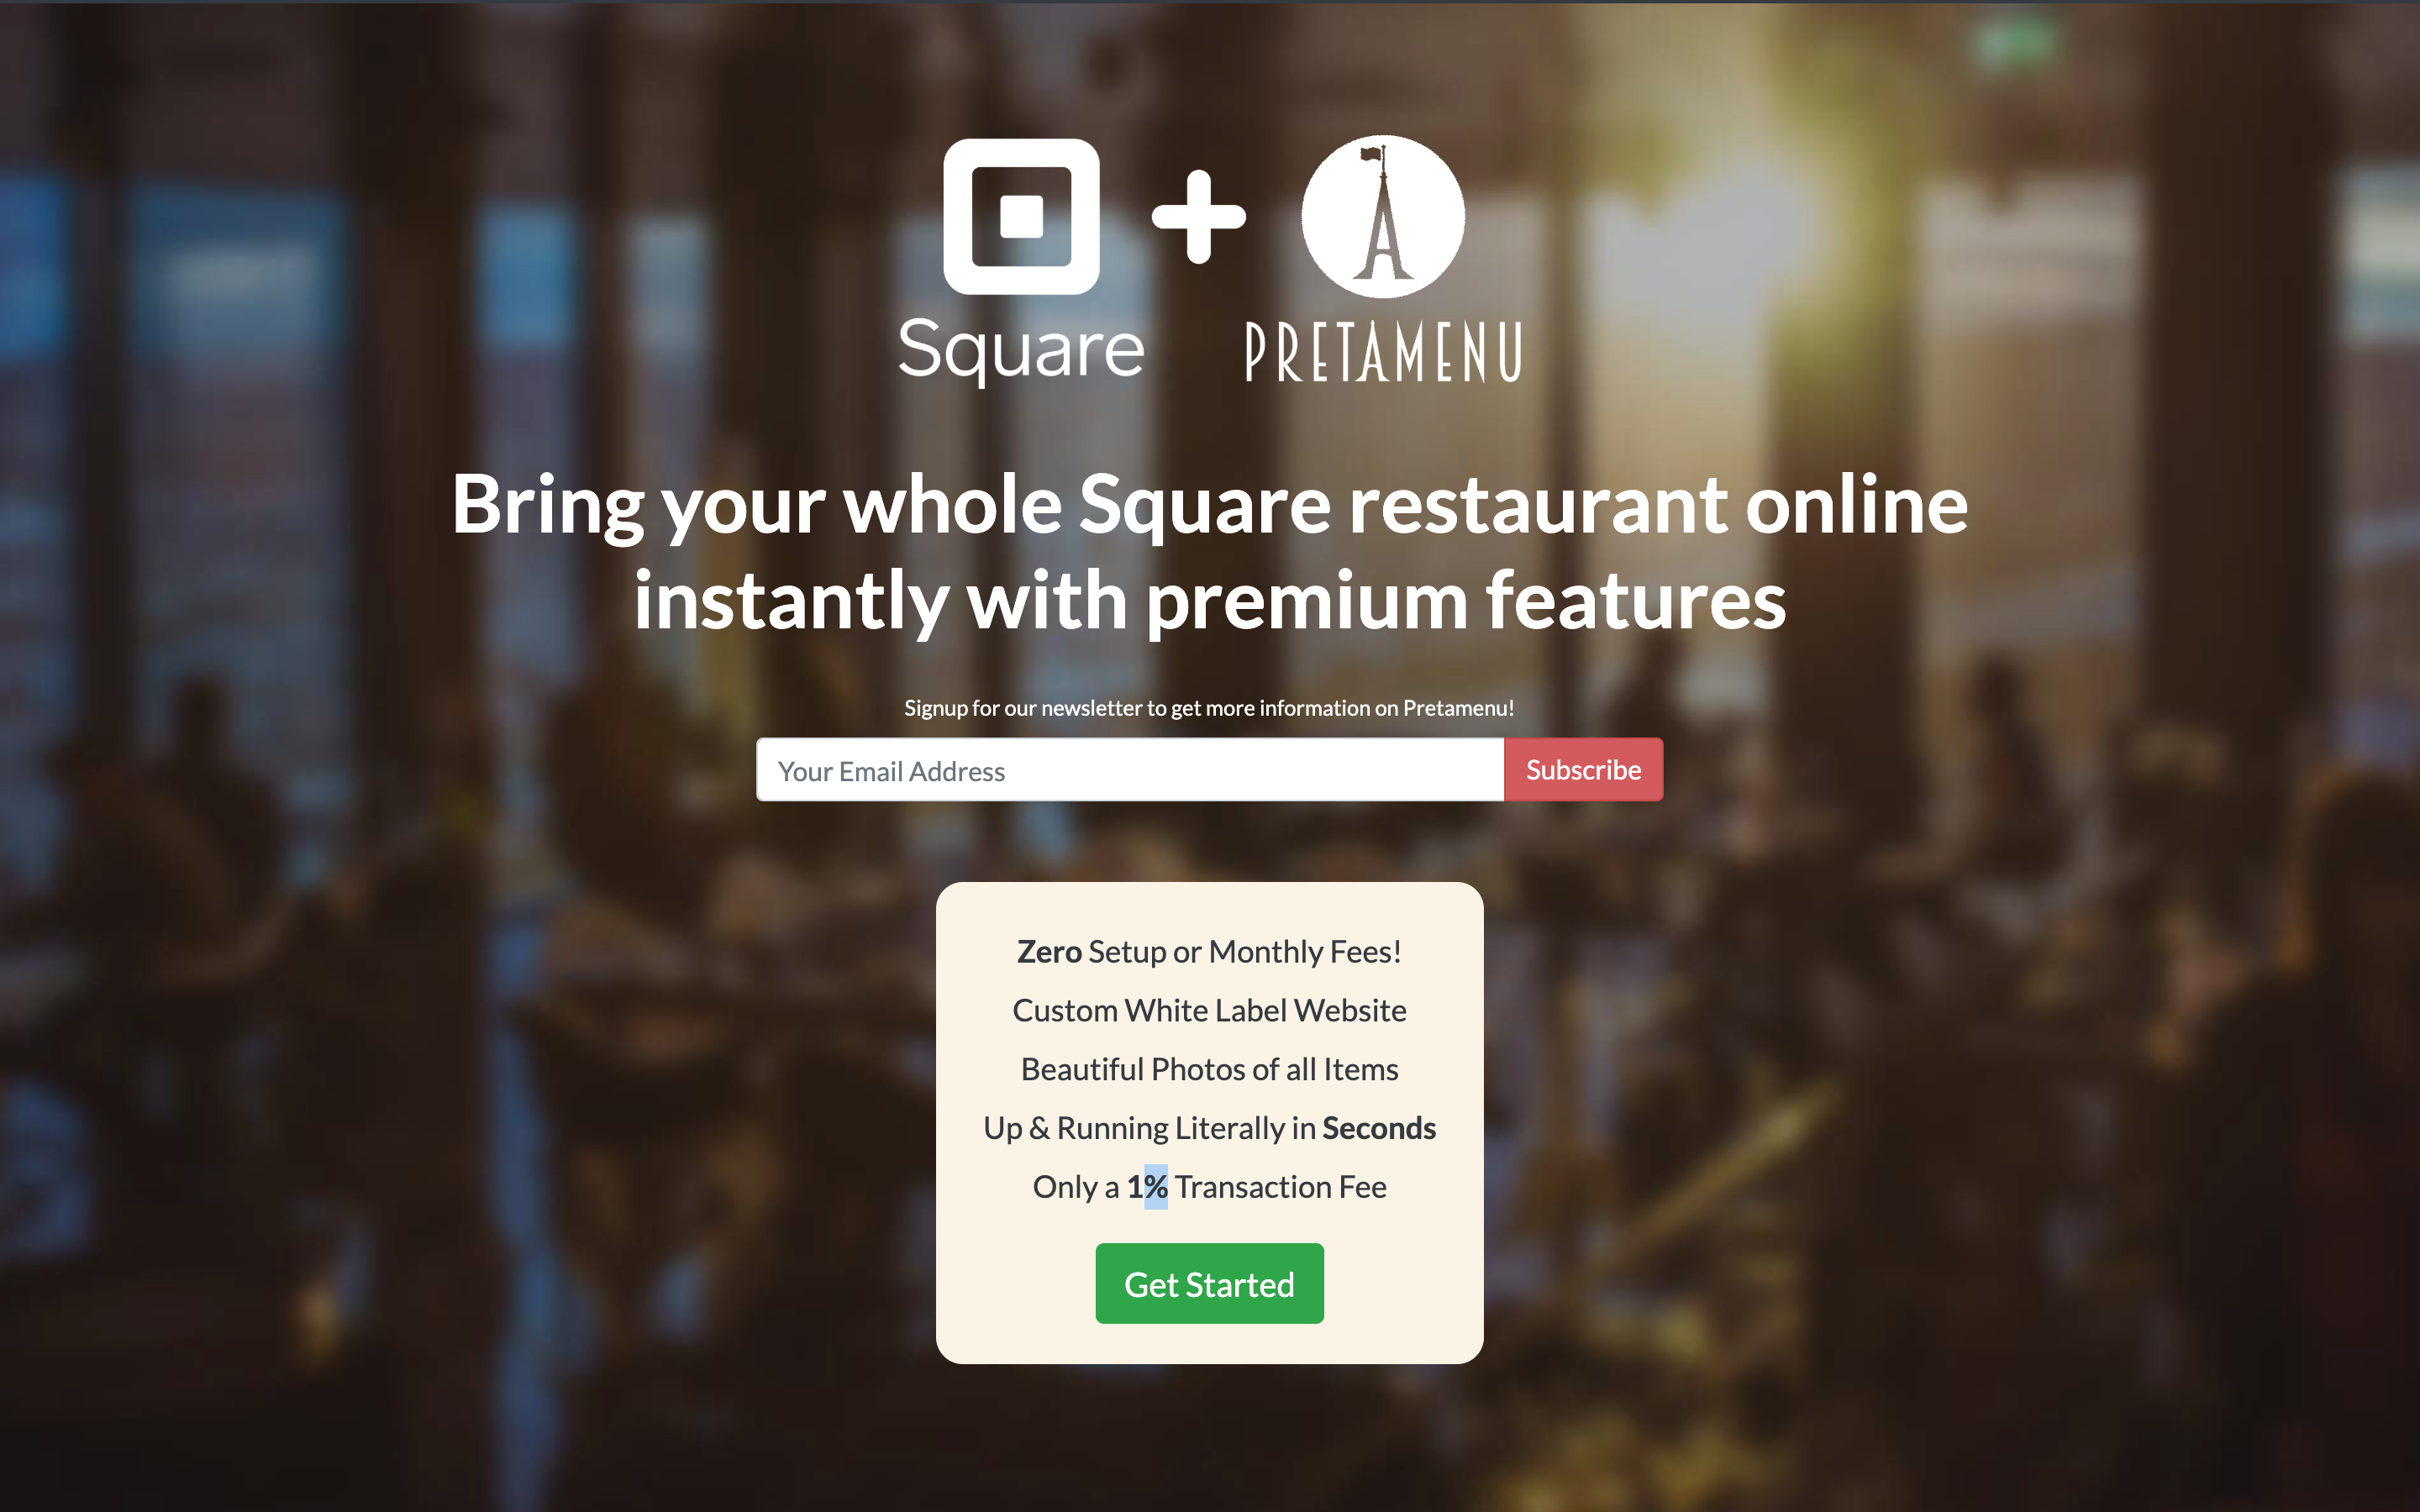 Square
PRETAMENU
Bring your whole Square restaurant online
instantly with premium features
Signup for our newsletter to get more information on Pretamenu!
Your Email Address
Subscribe
Zero Setup or Monthly Fees!
Custom White Label Website
Beautiful Photos of all Items
Up & Running Literally in Seconds
Only a 1% Transaction Fee
Get Started